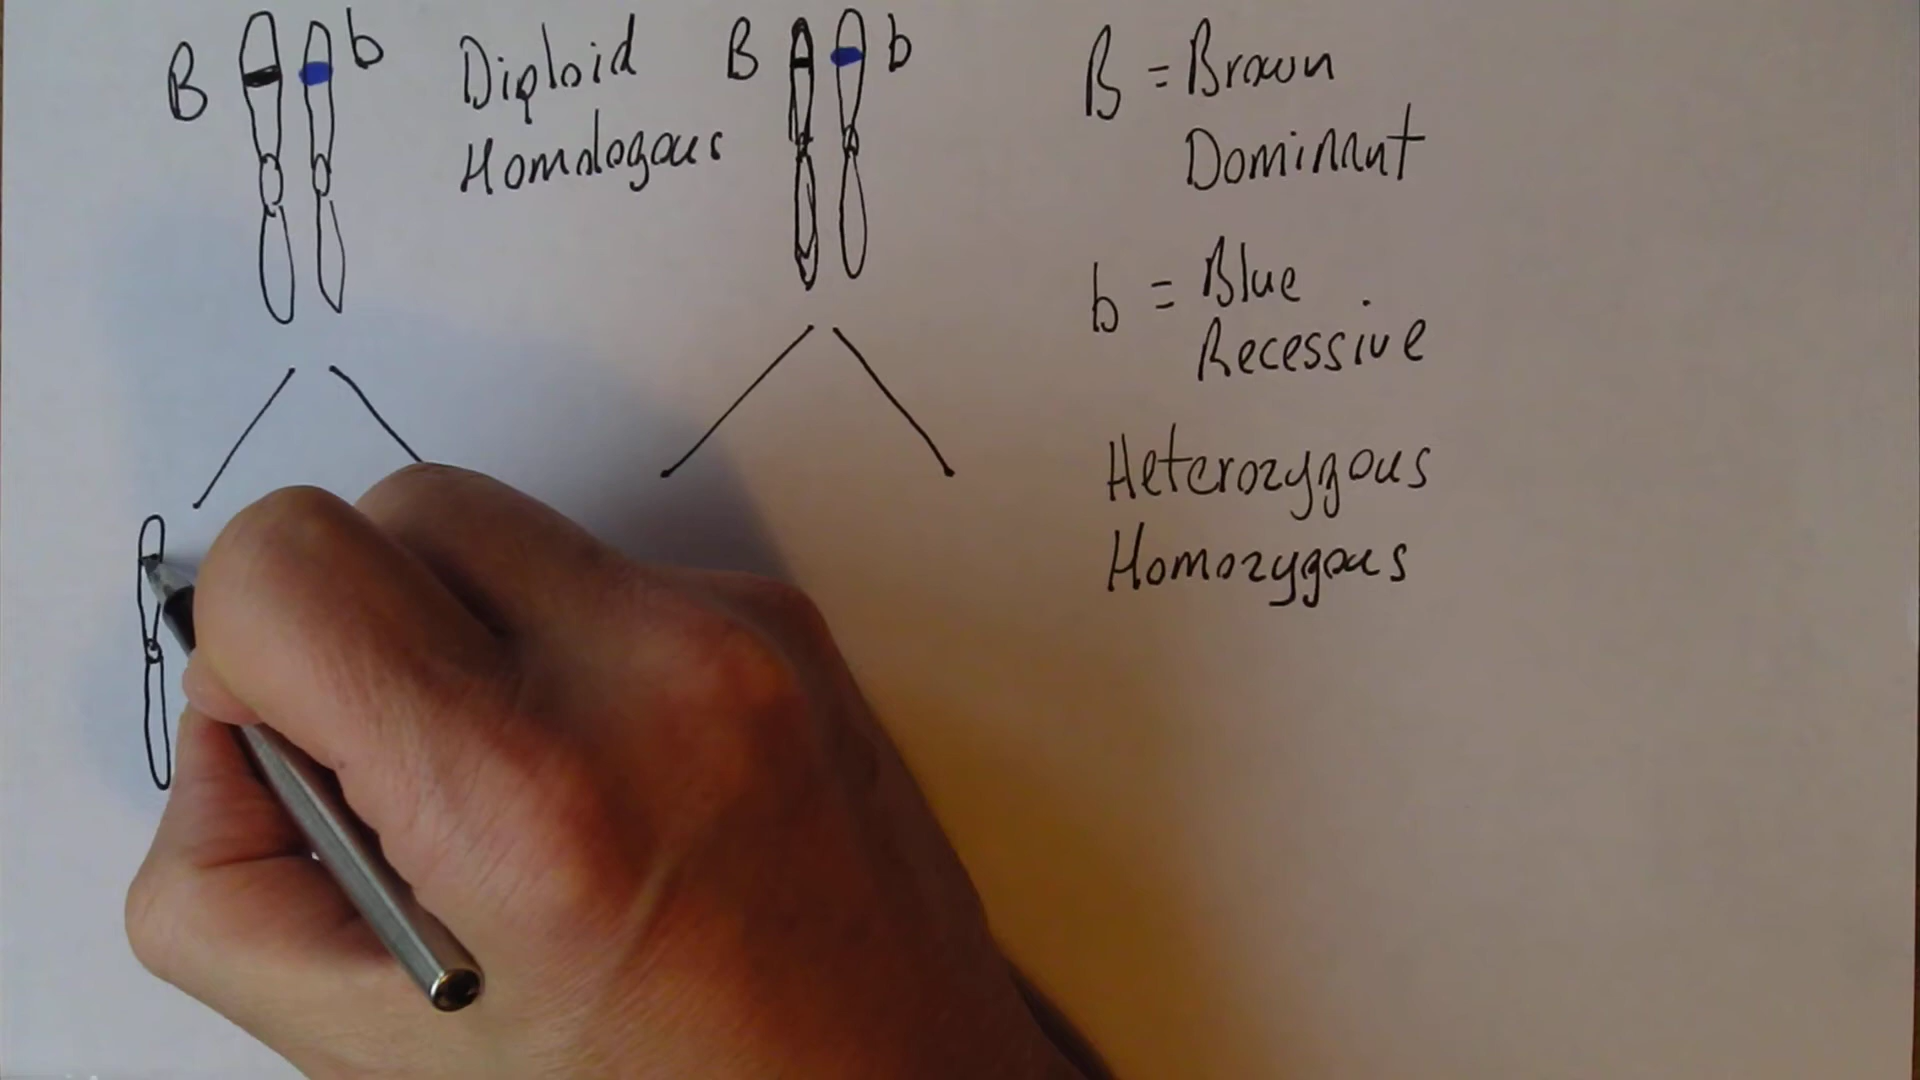 B b
Diploid
Homologous
B b
B = Brown
Dominant
b = Blue
Recessive
Heterozygous
Homozygous